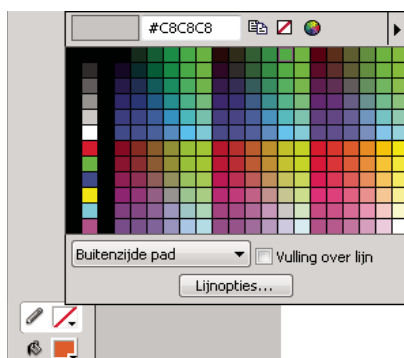 #C8C8C8
Buitenzijde pad
Vulling over lijn
Lijnopties...